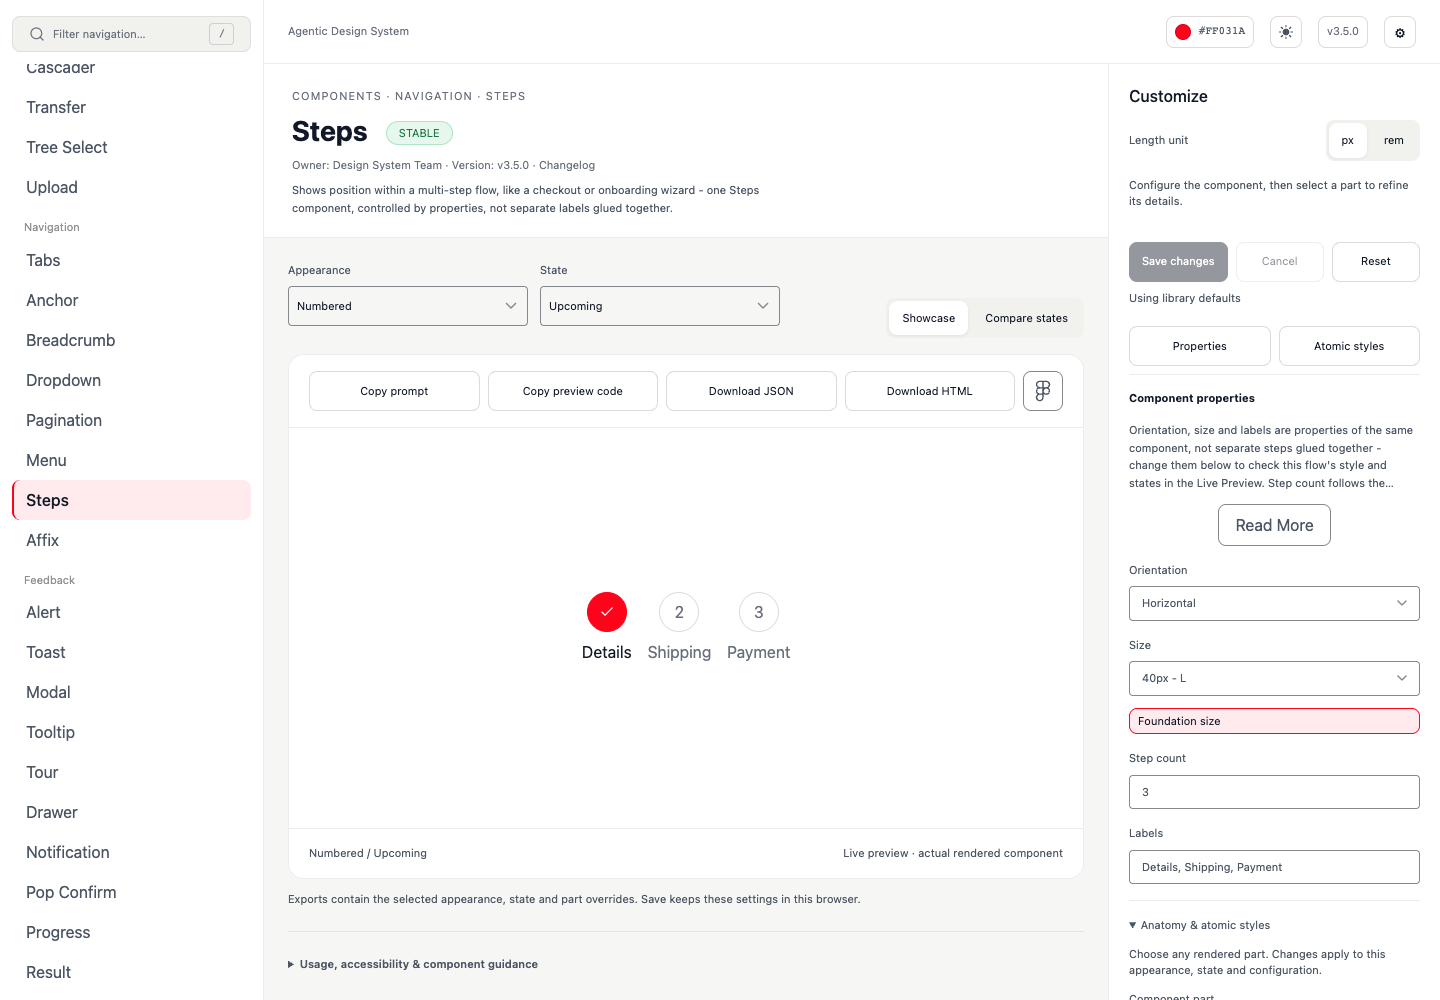 Filter navigation...
/
Cascader
Transfer
Tree Select
Upload
Navigation
Tabs
Anchor
Breadcrumb
Dropdown
Pagination
Menu
Steps
Affix
Feedback
Alert
Toast
Modal
Tooltip
Tour
Drawer
Notification
Pop Confirm
Progress
Result
Agentic Design System
#FF031A
v3.5.0
COMPONENTS · NAVIGATION · STEPS
Steps
STABLE
Owner: Design System Team · Version: v3.5.0 · Changelog
Shows position within a multi-step flow, like a checkout or onboarding wizard - one Steps
component, controlled by properties, not separate labels glued together.
Appearance
Numbered
State
Upcoming
Showcase
Compare states
Copy prompt
Copy preview code
Download JSON
Download HTML
2
3
Details
Shipping
Payment
Numbered / Upcoming
Live preview · actual rendered component
Exports contain the selected appearance, state and part overrides. Save keeps these settings in this browser.
Usage, accessibility & component guidance
Customize
Length unit
px
rem
Configure the component, then select a part to refine
its details.
Save changes
Cancel
Reset
Using library defaults
Properties
Atomic styles
Component properties
Orientation, size and labels are properties of the same
component, not separate steps glued together -
change them below to check this flow's style and
states in the Live Preview. Step count follows the...
Read More
Orientation
Horizontal
Size
40px - L
Foundation size
Step count
3
Labels
Details, Shipping, Payment
Anatomy & atomic styles
Choose any rendered part. Changes apply to this
appearance, state and configuration.
Component part